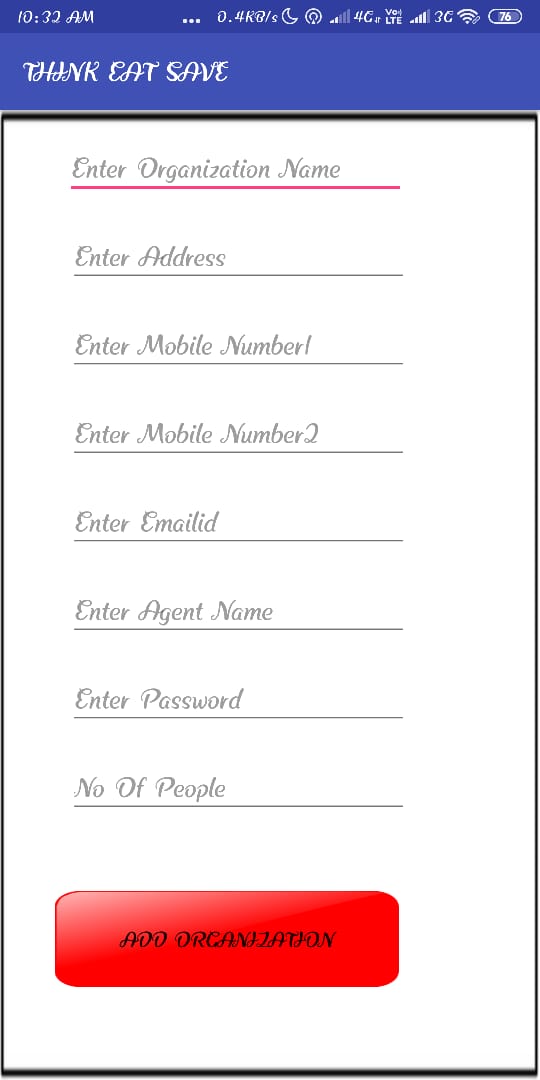 10:32 AM ... 0.4KB/s 4G Vo) LTE 3G 76
THINK EAT SAVE
Enter Organization Name
Enter Address
Enter Mobile Number1
Enter Mobile Number2
Enter Emailid
Enter Agent Name
Enter Password
No Of People
ADD ORGANIZATION